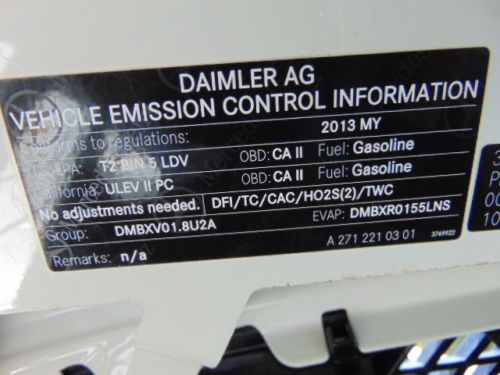 DAIMLER AG
VEHICLE EMISSION CONTROL INFORMATION
Conforms to regulations: 2013 MY
EPA: T2 BIN 5 LDV OBD: CA II Fuel: Gasoline
California: ULEV II PC OBD: CA II Fuel: Gasoline
No adjustments needed. DFI/TC/CAC/HO2S(2)/TWC
Group: DMBXV01.8U2A EVAP: DMBXR0155LNS
Remarks: n/a A 271 221 03 01 3769922